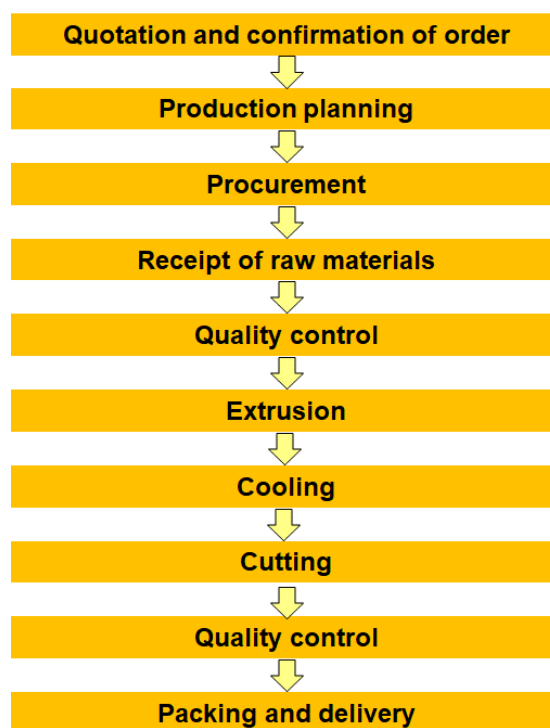 Quotation and confirmation of order
Production planning
Procurement
Receipt of raw materials
Quality control
Extrusion
Cooling
Cutting
Quality control
Packing and delivery